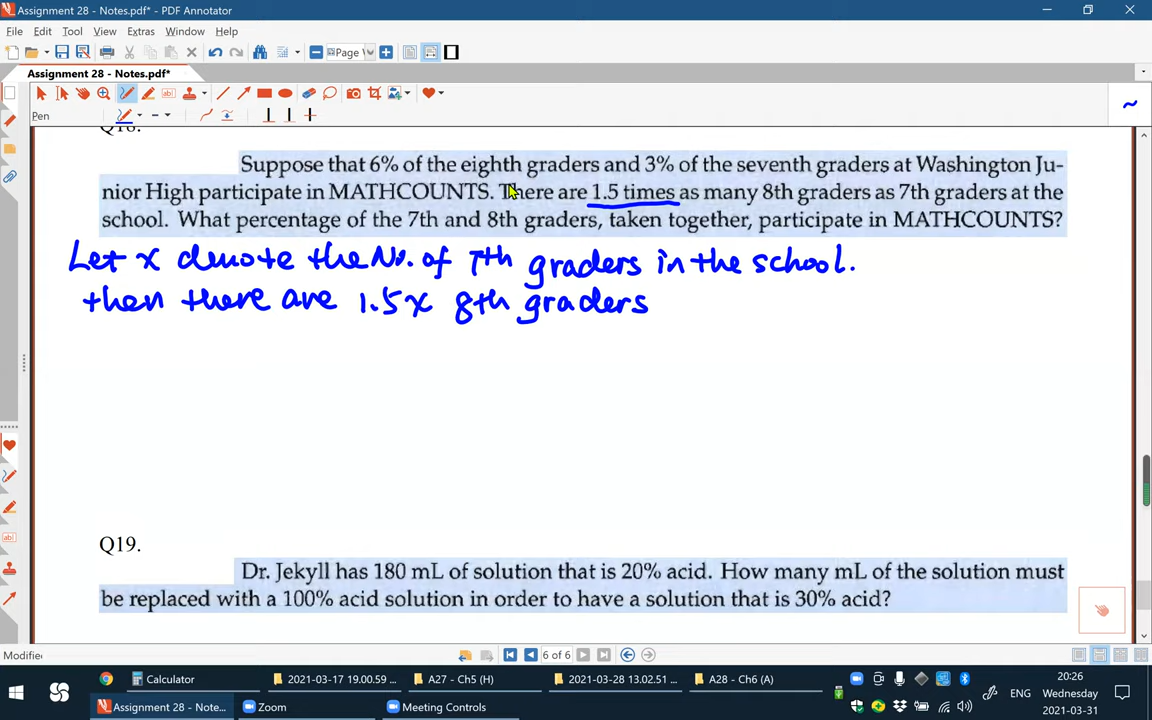 Assignment 28 - Notes.pdf* - PDF Annotator
File Edit Tool View Extras Window Help
Page
Assignment 28 - Notes.pdf*
Pen
Q18.
Suppose that 6% of the eighth graders and 3% of the seventh graders at Washington Ju-
nior High participate in MATHCOUNTS. There are 1.5 times as many 8th graders as 7th graders at the
school. What percentage of the 7th and 8th graders, taken together, participate in MATHCOUNTS?
Let x denote the No. of 7th graders in the school.
then there are 1.5x 8th graders
Q19.
Dr. Jekyll has 180 mL of solution that is 20% acid. How many mL of the solution must
be replaced with a 100% acid solution in order to have a solution that is 30% acid?
Modifie
6 of 6
Calculator
2021-03-17 19.00.59 ...
A27 - Ch5 (H)
2021-03-28 13.02.51 ...
A28 - Ch6 (A)
Assignment 28 - Note...
Zoom
Meeting Controls
ENG
20:26
Wednesday
2021-03-31